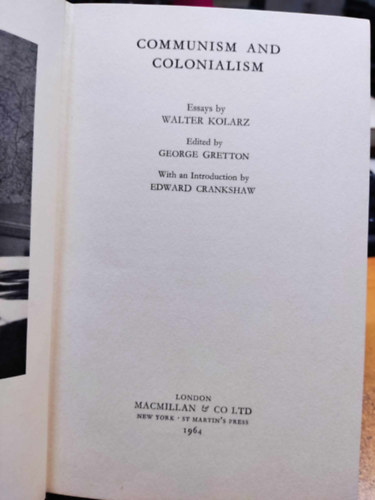 COMMUNISM AND
COLONIALISM
Essays by
WALTER KOLARZ
Edited by
GEORGE GRETTON
With an Introduction by
EDWARD CRANKSHAW
LONDON
MACMILLAN & CO LTD
NEW YORK · ST MARTIN'S PRESS
1964